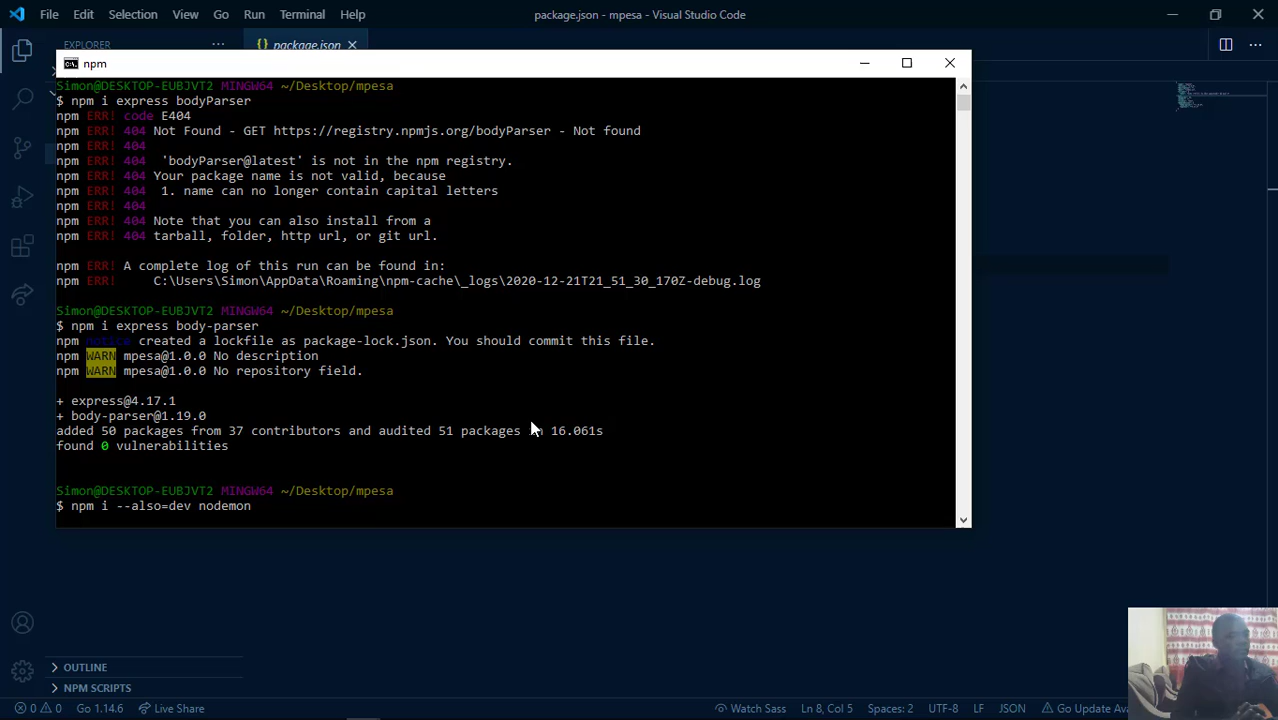 File Edit Selection View Go Run Terminal Help
package.json - mpesa - Visual Studio Code
EXPLORER
{} package.json
npm
Simon@DESKTOP-EUBJVT2 MINGW64 ~/Desktop/mpesa
$ npm i express bodyParser
npm ERR! code E404
npm ERR! 404 Not Found - GET https://registry.npmjs.org/bodyParser - Not found
npm ERR! 404
npm ERR! 404  'bodyParser@latest' is not in the npm registry.
npm ERR! 404 Your package name is not valid, because
npm ERR! 404  1. name can no longer contain capital letters
npm ERR! 404
npm ERR! 404 Note that you can also install from a
npm ERR! 404 tarball, folder, http url, or git url.
npm ERR! A complete log of this run can be found in:
npm ERR!     C:\Users\Simon\AppData\Roaming\npm-cache\_logs\2020-12-21T21_51_30_170Z-debug.log
Simon@DESKTOP-EUBJVT2 MINGW64 ~/Desktop/mpesa
$ npm i express body-parser
npm notice created a lockfile as package-lock.json. You should commit this file.
npm WARN mpesa@1.0.0 No description
npm WARN mpesa@1.0.0 No repository field.
+ express@4.17.1
+ body-parser@1.19.0
added 50 packages from 37 contributors and audited 51 packages in 16.061s
found 0 vulnerabilities
Simon@DESKTOP-EUBJVT2 MINGW64 ~/Desktop/mpesa
$ npm i --also=dev nodemon
OUTLINE
NPM SCRIPTS
0 0 Go 1.14.6 Live Share Watch Sass Ln 8, Col 5 Spaces: 2 UTF-8 LF JSON Go Update